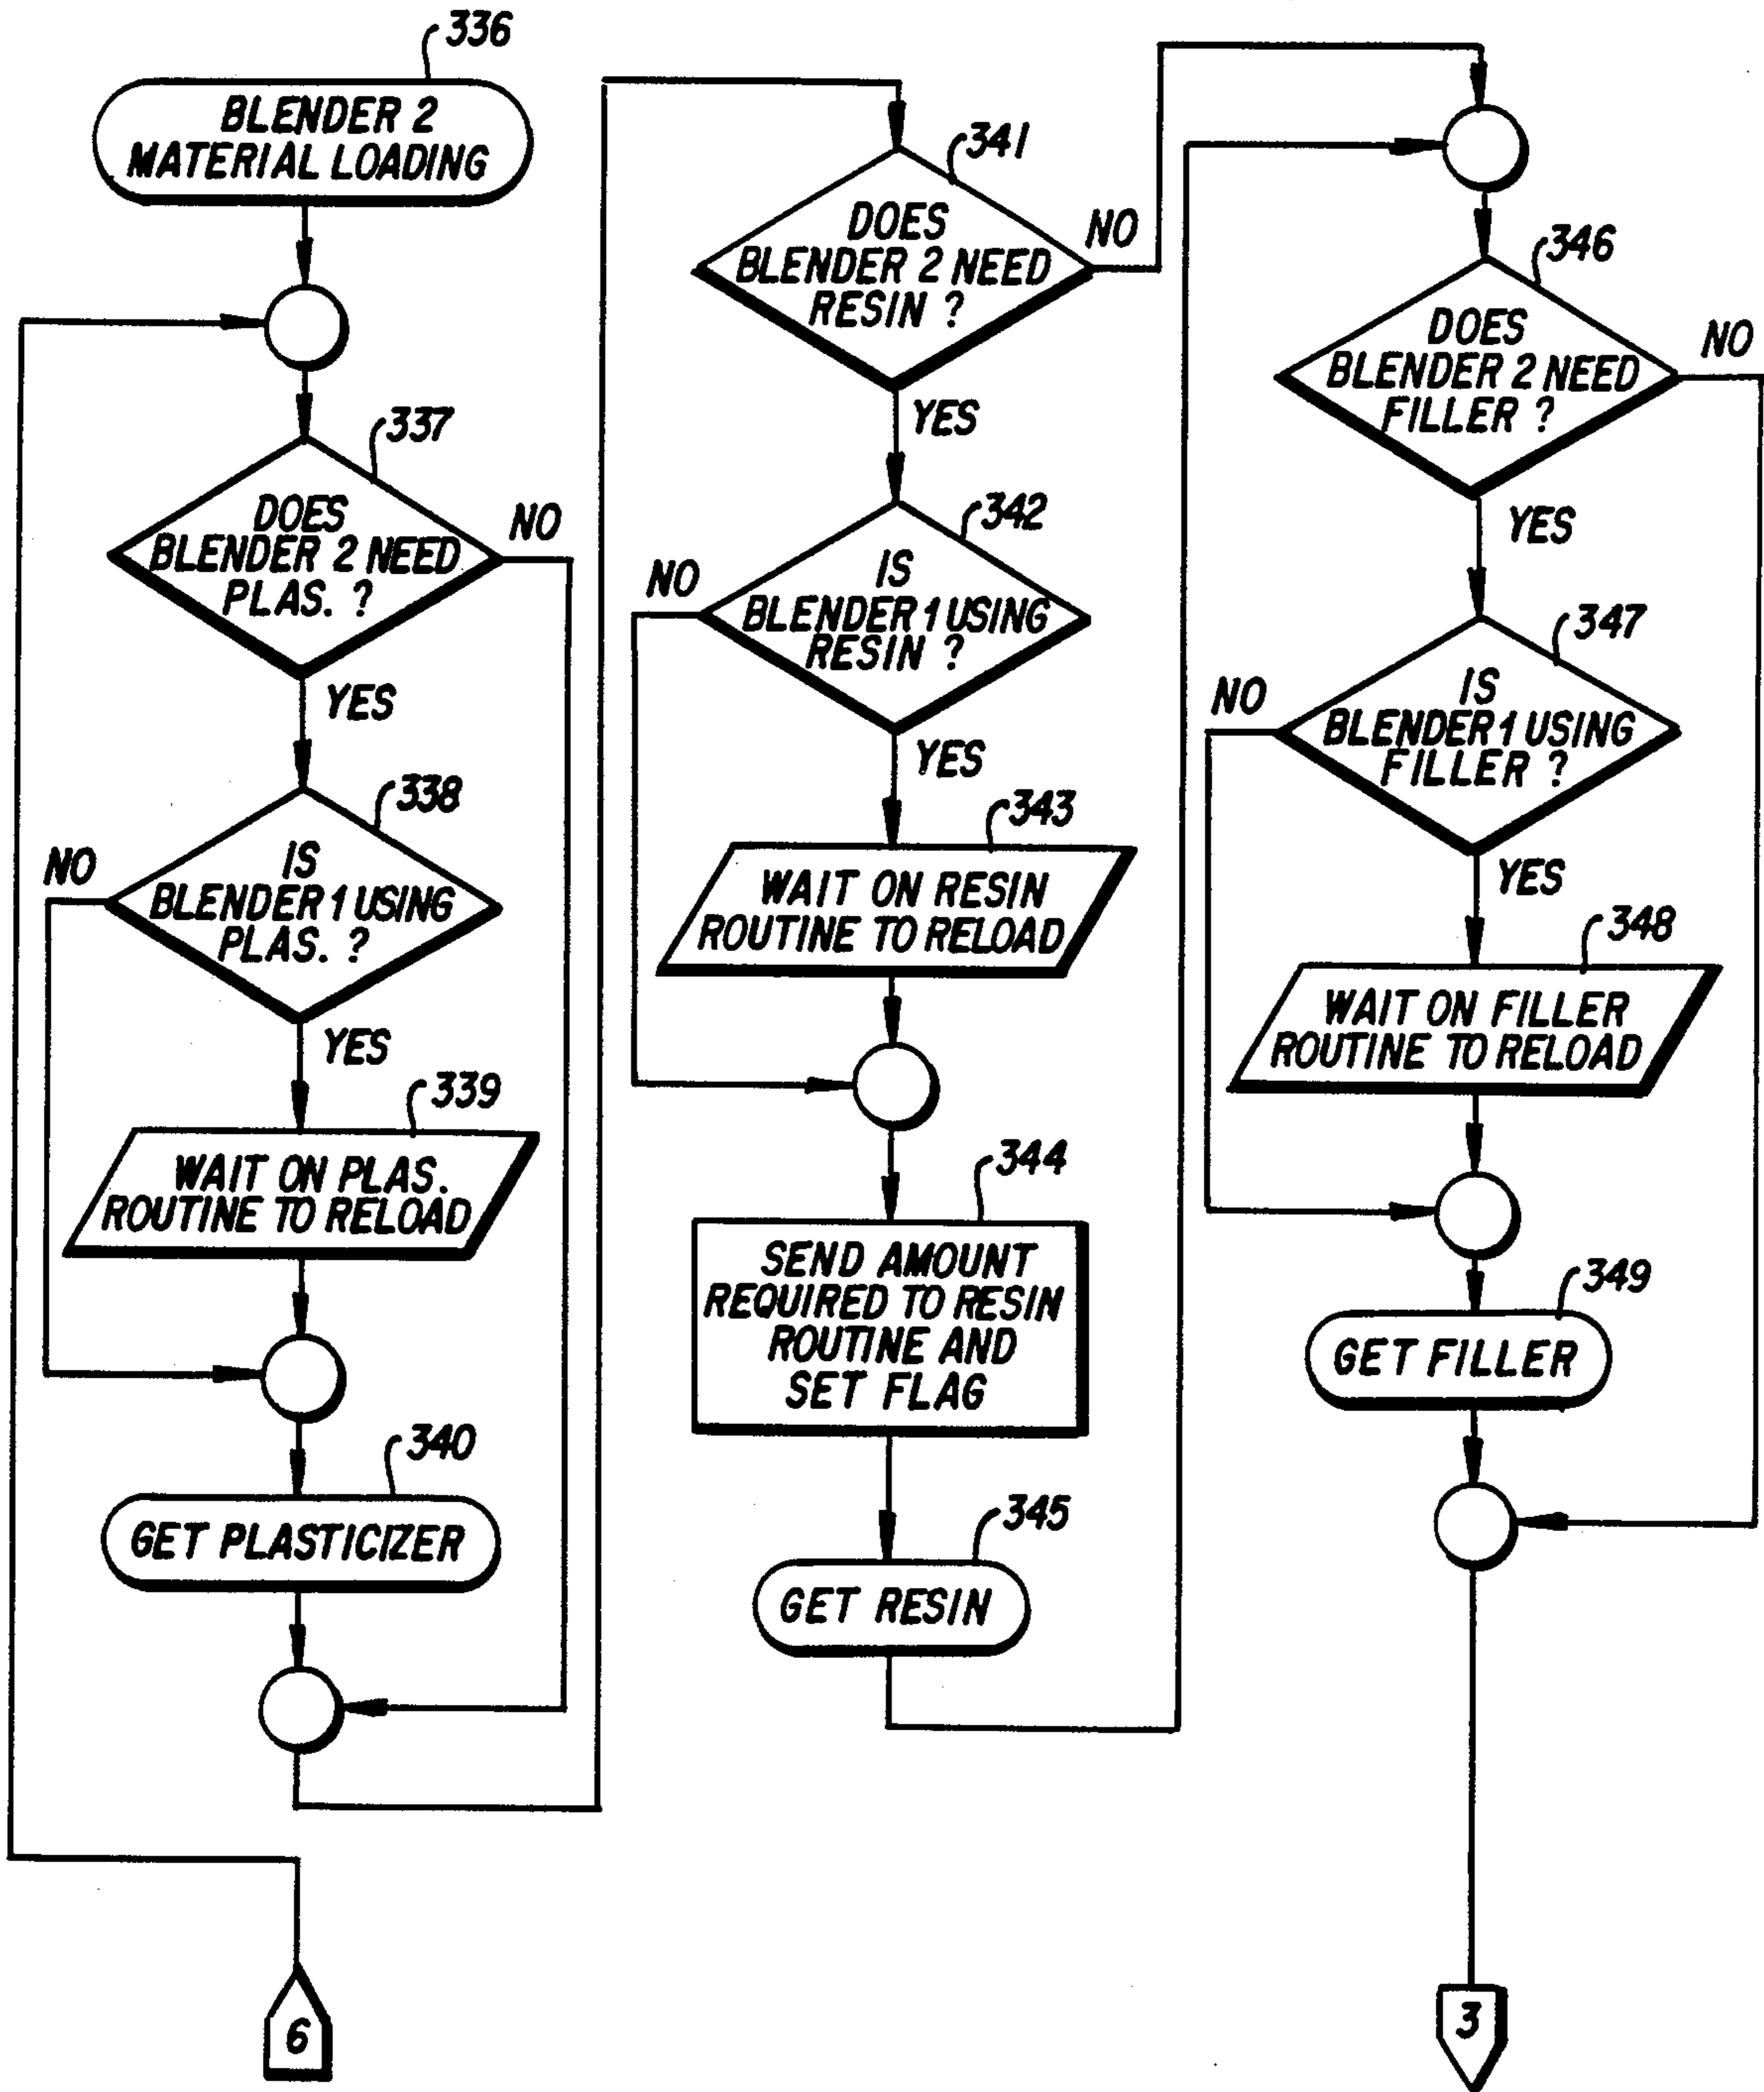 336
BLENDER 2
MATERIAL LOADING
337
DOES
BLENDER 2 NEED
PLAS. ?
NO
YES
338
IS
BLENDER 1 USING
PLAS. ?
NO
YES
339
WAIT ON PLAS.
ROUTINE TO RELOAD
340
GET PLASTICIZER
6
341
DOES
BLENDER 2 NEED
RESIN ?
NO
YES
342
IS
BLENDER 1 USING
RESIN ?
NO
YES
343
WAIT ON RESIN
ROUTINE TO RELOAD
344
SEND AMOUNT
REQUIRED TO RESIN
ROUTINE AND
SET FLAG
345
GET RESIN
346
DOES
BLENDER 2 NEED
FILLER ?
NO
YES
347
IS
BLENDER 1 USING
FILLER ?
NO
YES
348
WAIT ON FILLER
ROUTINE TO RELOAD
349
GET FILLER
3